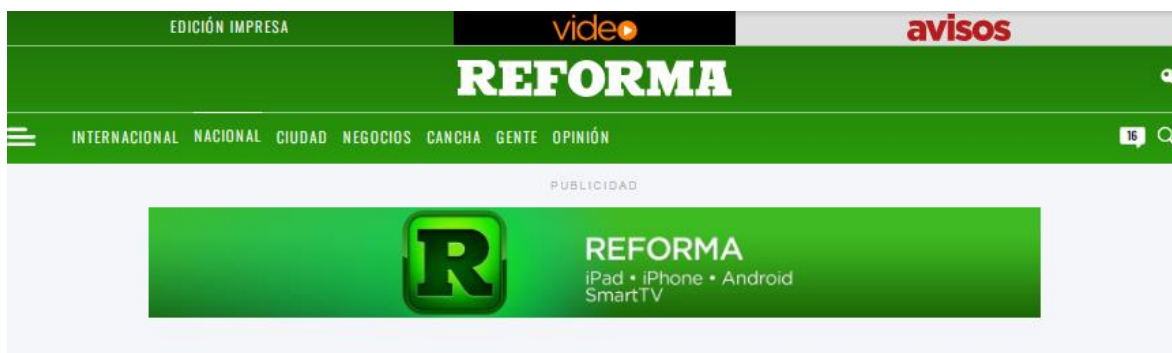 EDICIÓN IMPRESA
video
avisos
REFORMA
INTERNACIONAL NACIONAL CIUDAD NEGOCIOS CANCHA GENTE OPINIÓN
16
PUBLICIDAD
R
REFORMA
iPad • iPhone • Android
SmartTV